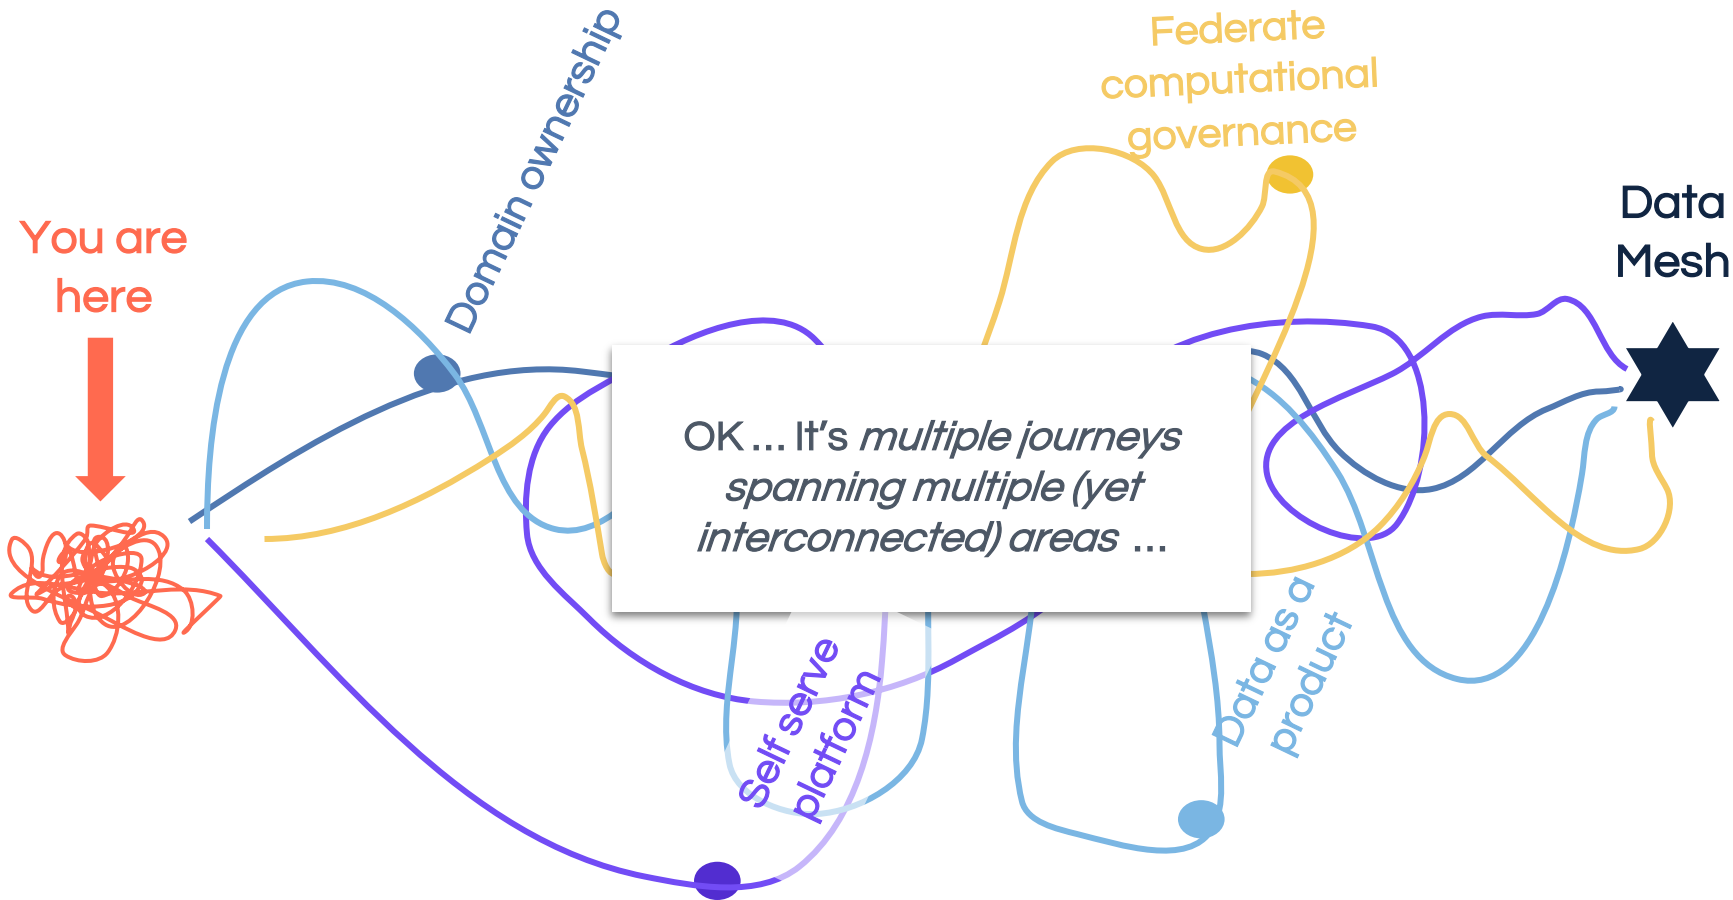 You are
here
Domain ownership
Federate
computational
governance
Data
Mesh
OK ... It’s multiple journeys
spanning multiple (yet
interconnected) areas ...
Self serve
platform
Data as a
product